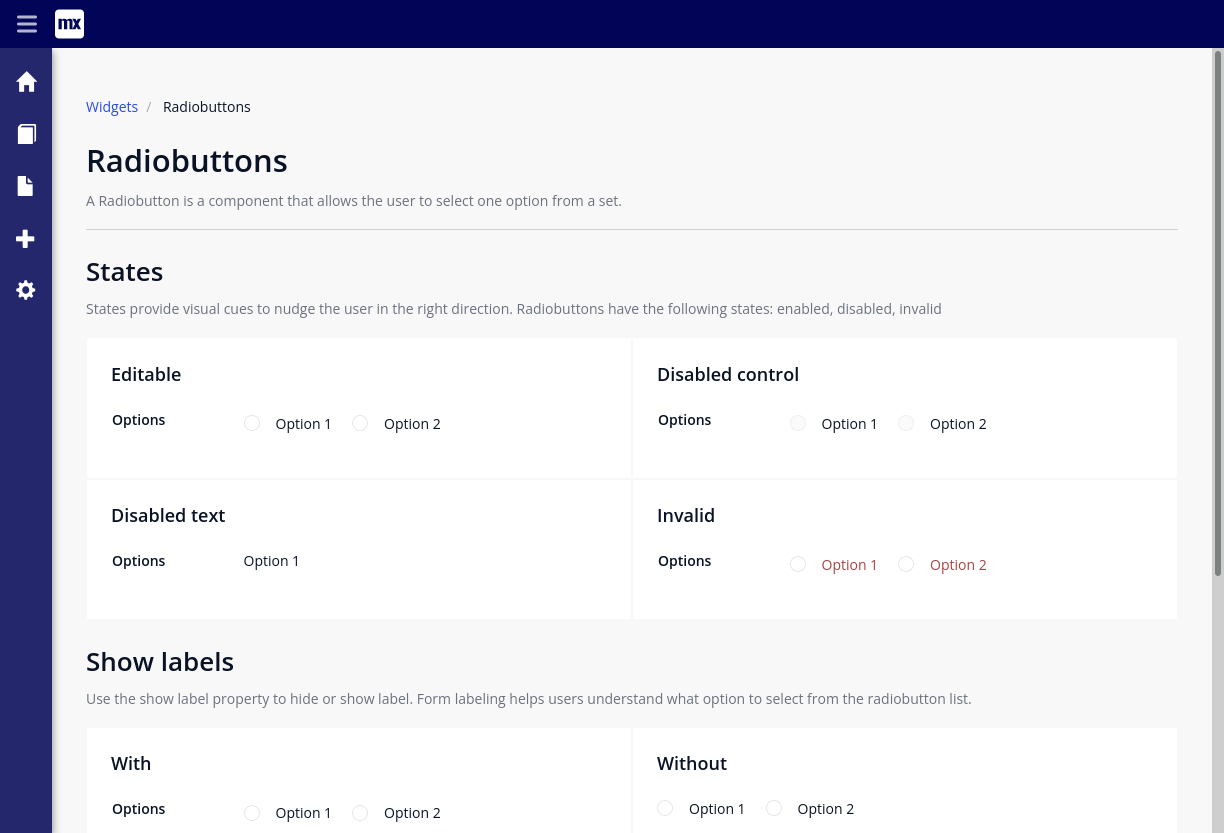 mx
Widgets / Radiobuttons
Radiobuttons
A Radiobutton is a component that allows the user to select one option from a set.
States
States provide visual cues to nudge the user in the right direction. Radiobuttons have the following states: enabled, disabled, invalid
Editable
Options Option 1 Option 2
Disabled control
Options Option 1 Option 2
Disabled text
Options Option 1
Invalid
Options Option 1 Option 2
Show labels
Use the show label property to hide or show label. Form labeling helps users understand what option to select from the radiobutton list.
With
Options Option 1 Option 2
Without
Option 1 Option 2